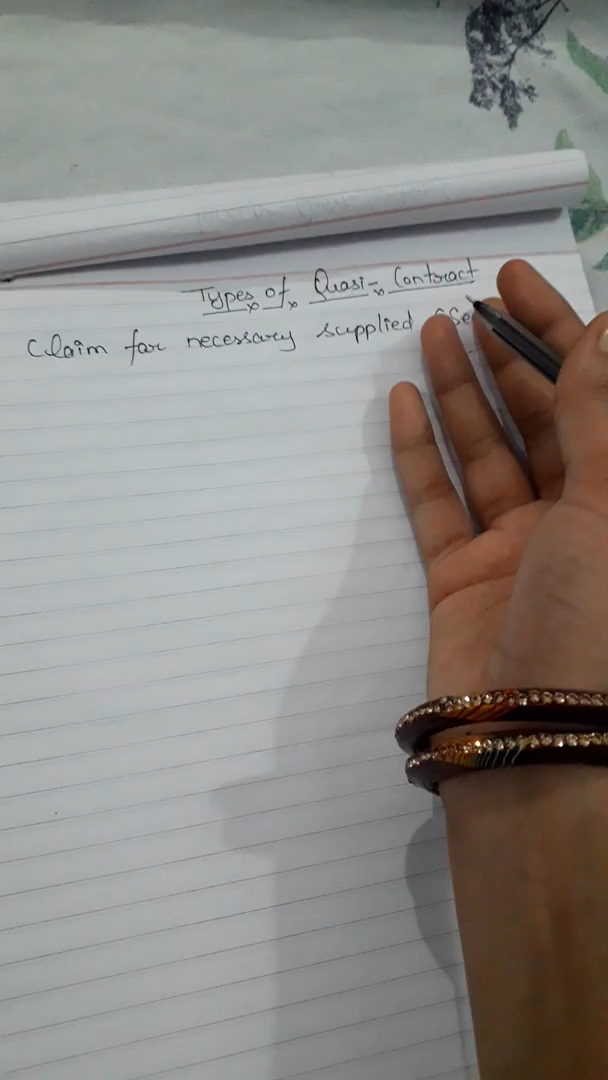 Types of Quasi-Contract
Claim for necessary supplied